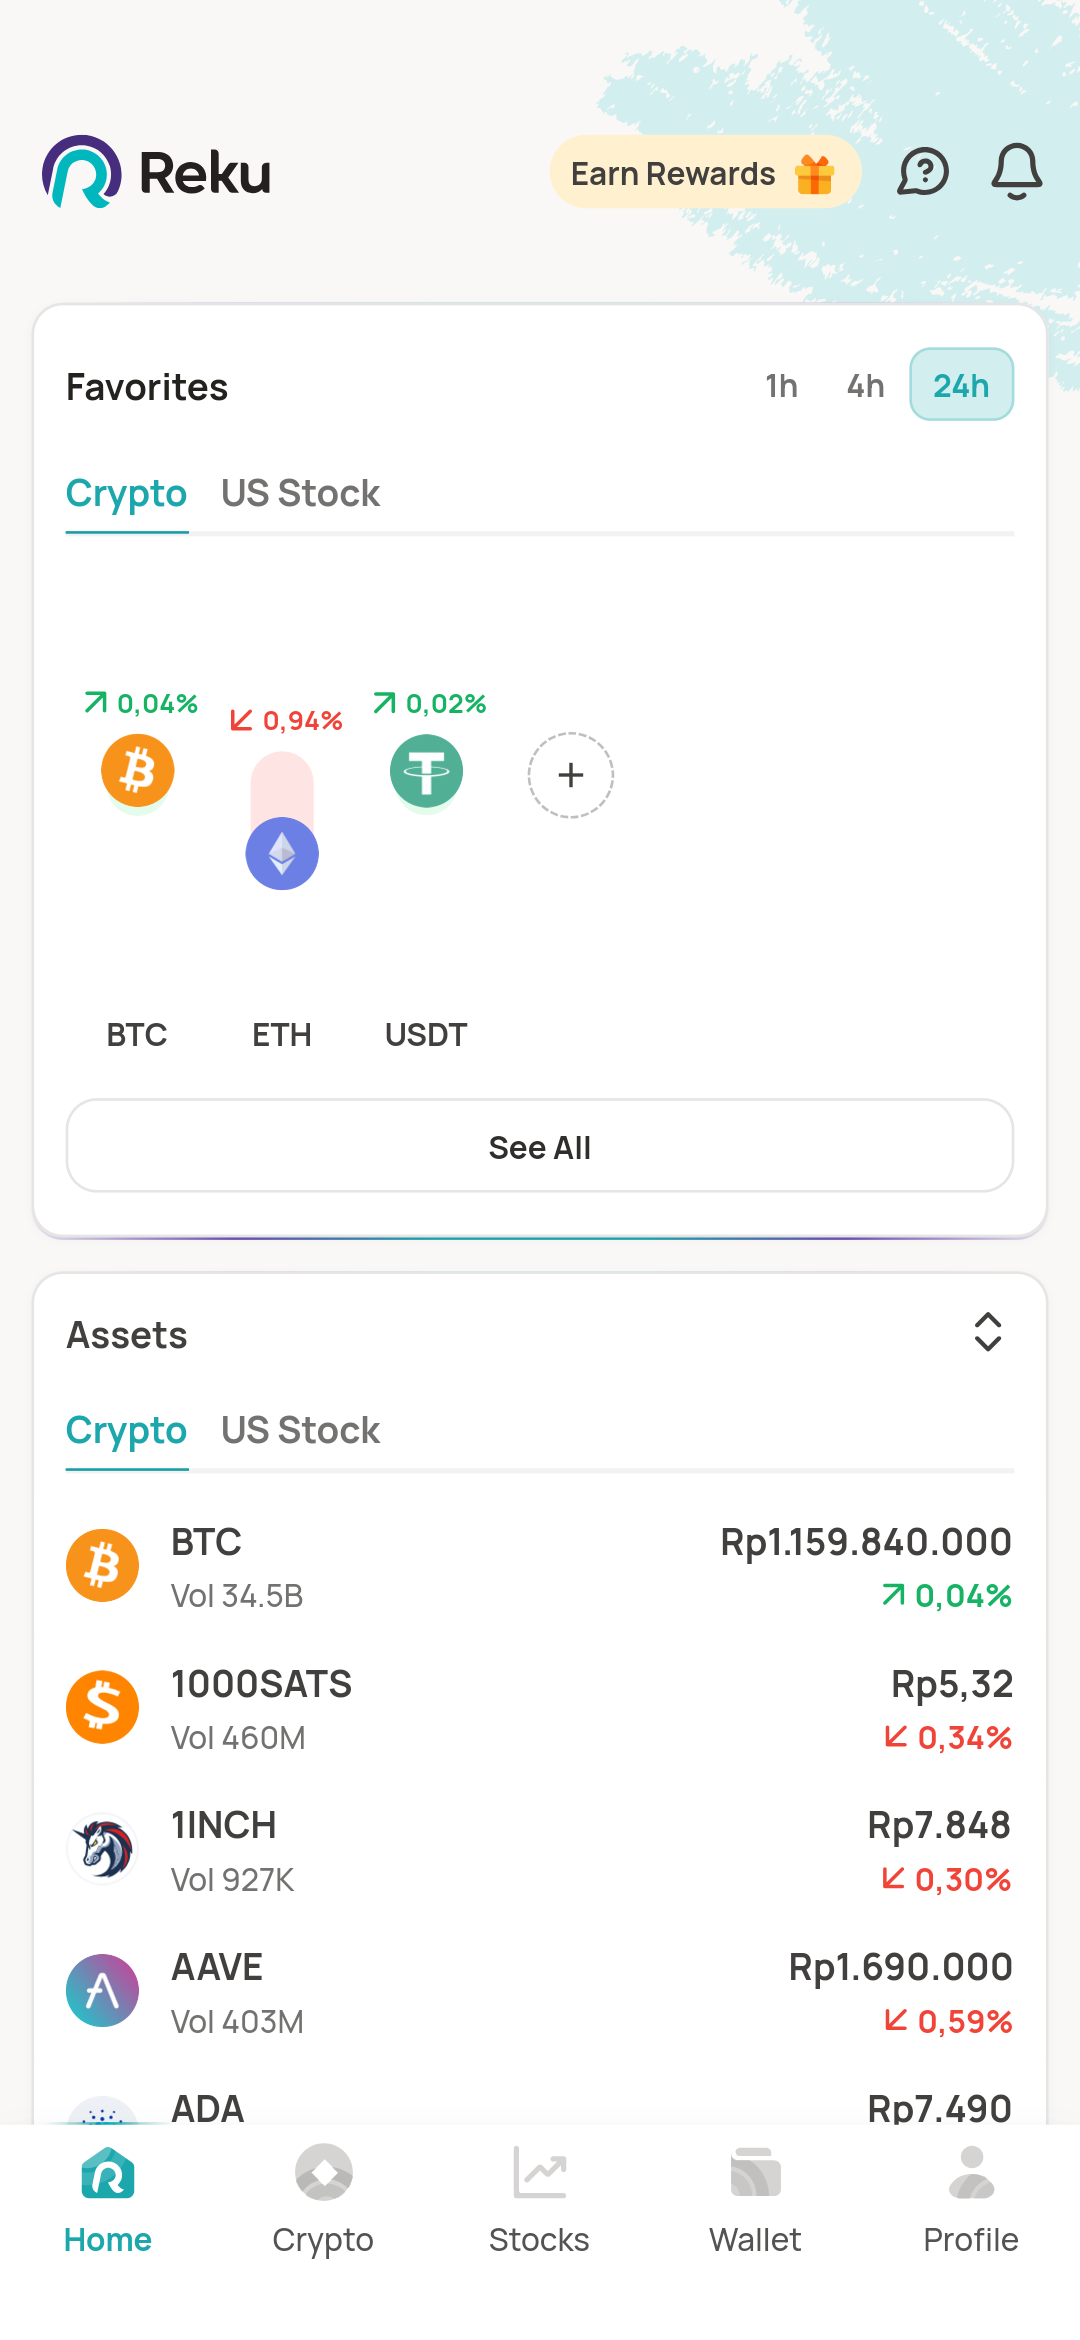 Reku
Earn Rewards
Favorites
1h 4h 24h
Crypto US Stock
0,04% 0,94% 0,02%
BTC ETH USDT
See All
Assets
Crypto US Stock
BTC Rp1.159.840.000
Vol 34.5B 0,04%
1000SATS Rp5,32
Vol 460M 0,34%
1INCH Rp7.848
Vol 927K 0,30%
AAVE Rp1.690.000
Vol 403M 0,59%
ADA Rp7.490
Home Crypto Stocks Wallet Profile